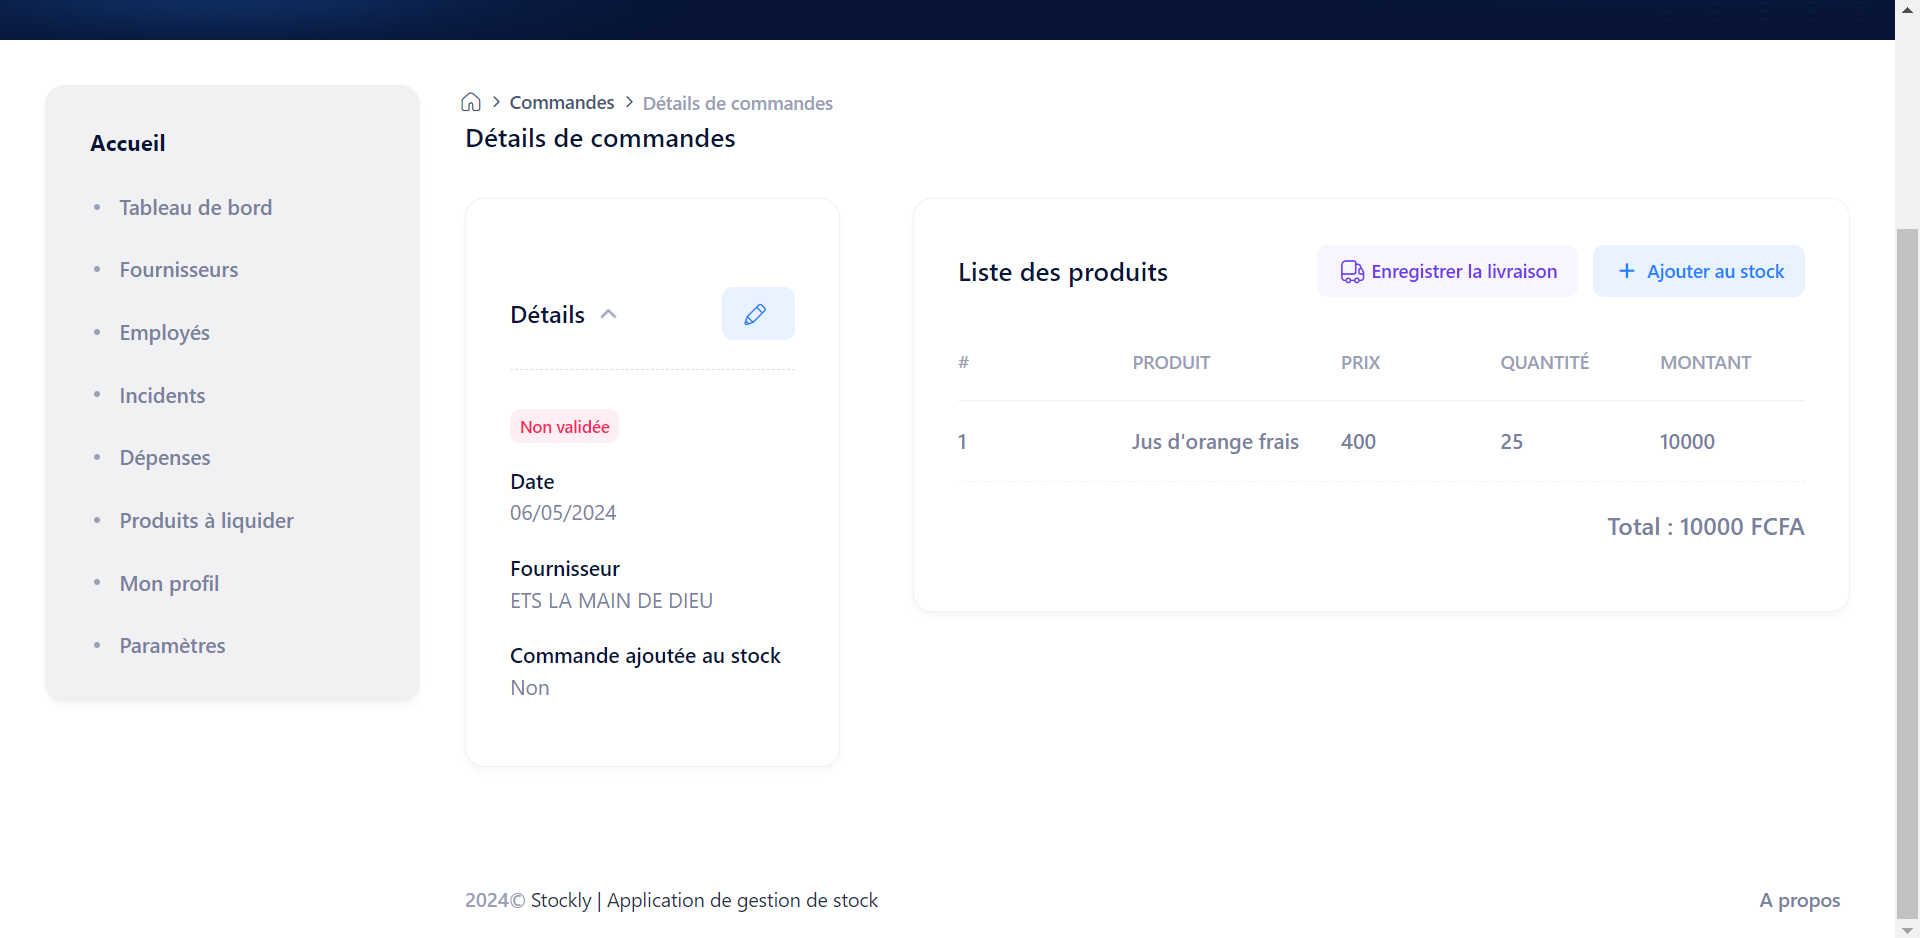 Commandes Détails de commandes
Détails de commandes
Accueil
Tableau de bord
Fournisseurs
Employés
Incidents
Dépenses
Produits à liquider
Mon profil
Paramètres
Détails
Non validée
Date
06/05/2024
Fournisseur
ETS LA MAIN DE DIEU
Commande ajoutée au stock
Non
Liste des produits
Enregistrer la livraison
+ Ajouter au stock
# PRODUIT PRIX QUANTITÉ MONTANT
1 Jus d'orange frais 400 25 10000
Total : 10000 FCFA
2024© Stockly | Application de gestion de stock
A propos